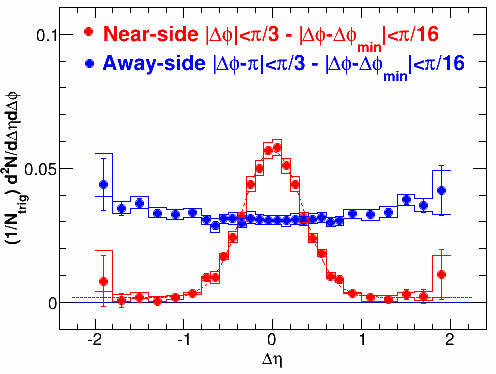 0.1
Near-side |Δϕ|<π/3 - |Δϕ-Δϕmin|<π/16
Away-side |Δϕ-π|<π/3 - |Δϕ-Δϕmin|<π/16
(1/Ntrig) d²N/dΔηdΔϕ
0.05
0
-2 -1 0 1 2
Δη